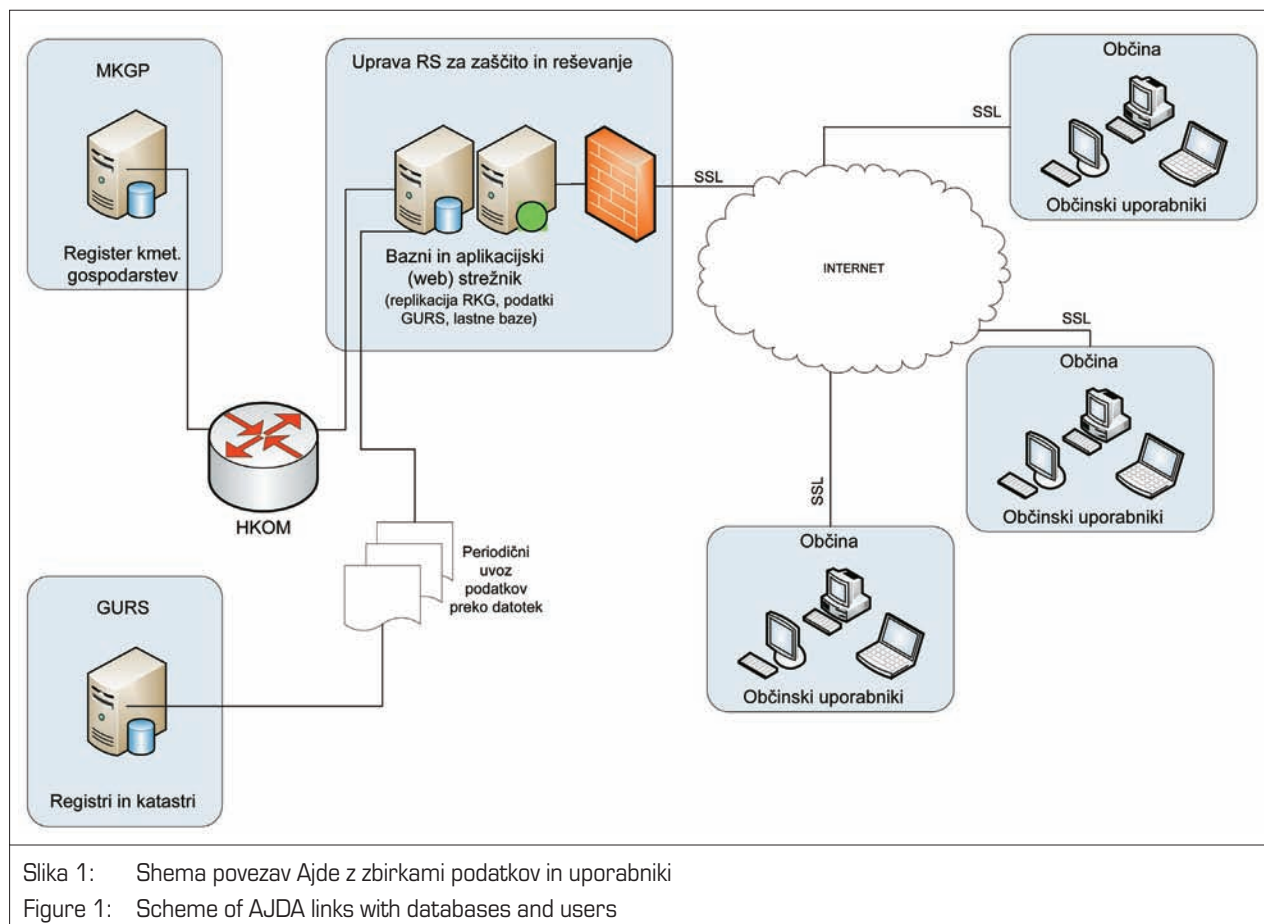 MKGP
Register kmet.
gospodarstev
Uprava RS za zaščito in reševanje
Bazni in aplikacijski
(web) strežnik
(replikacija RKG, podatki
GURS, lastne baze)
SSL
INTERNET
SSL
Občina
Občinski uporabniki
SSL
Občina
Občinski uporabniki
SSL
Občina
Občinski uporabniki
HKOM
Periodični
uvoz
podatkov
preko datotek
GURS
Registri in katastri
Slika 1: Shema povezav Ajde z zbirkami podatkov in uporabniki
Figure 1: Scheme of AJDA links with databases and users